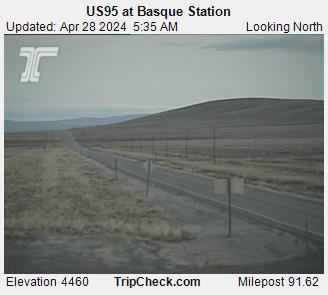 US95 at Basque Station
Updated: Apr 28 2024 5:35 AM Looking North
Elevation 4460 TripCheck.com Milepost 91.62